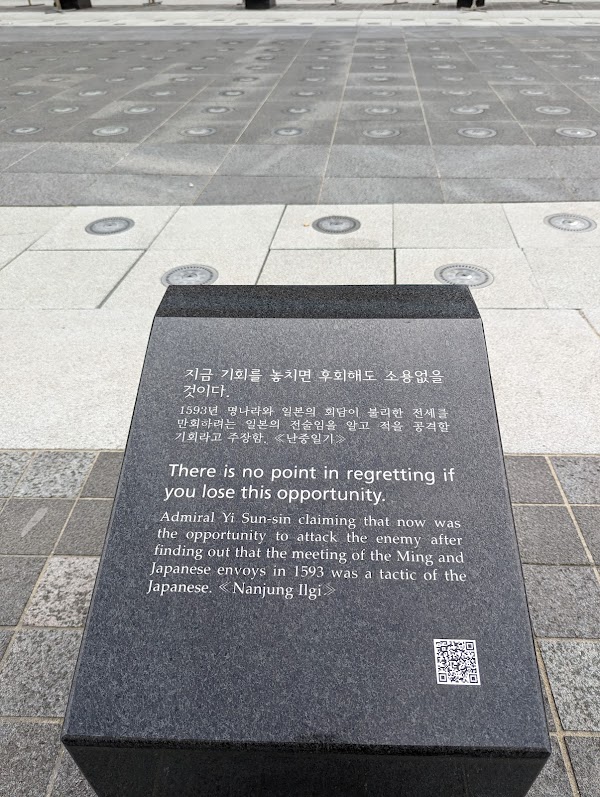 지금 기회를 놓치면 후회해도 소용없을
것이다.
1593년 명나라와 일본의 회담이 불리한 전세를
만회하려는 일본의 전술임을 알고 적을 공격할
기회라고 주장함. ≪난중일기≫
There is no point in regretting if
you lose this opportunity.
Admiral Yi Sun-sin claiming that now was
the opportunity to attack the enemy after
finding out that the meeting of the Ming and
Japanese envoys in 1593 was a tactic of the
Japanese. ≪Nanjung Ilgi≫